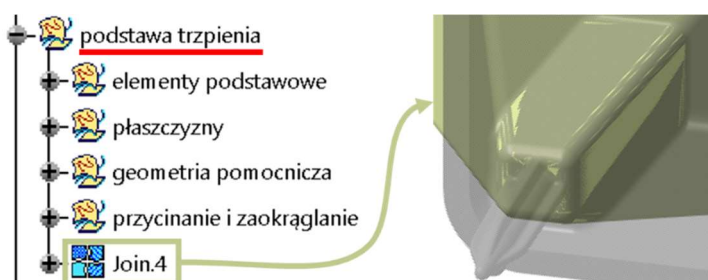 podstawa trzpienia
elementy podstawowe
płaszczyzny
geometria pomocnicza
przycinanie i zaokrąglanie
Join.4